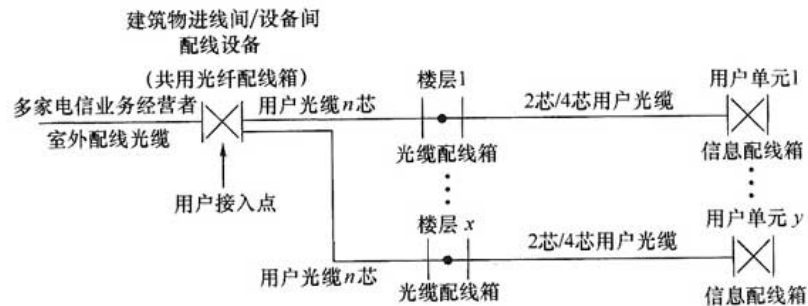 建筑物进线间/设备间
配线设备
(共用光纤配线箱)
多家电信业务经营者
室外配线光缆
用户接入点
用户光缆n芯
楼层1
光缆配线箱
2芯/4芯用户光缆
用户单元1
信息配线箱
用户光缆n芯
楼层 x
光缆配线箱
2芯/4芯用户光缆
用户单元 y
信息配线箱